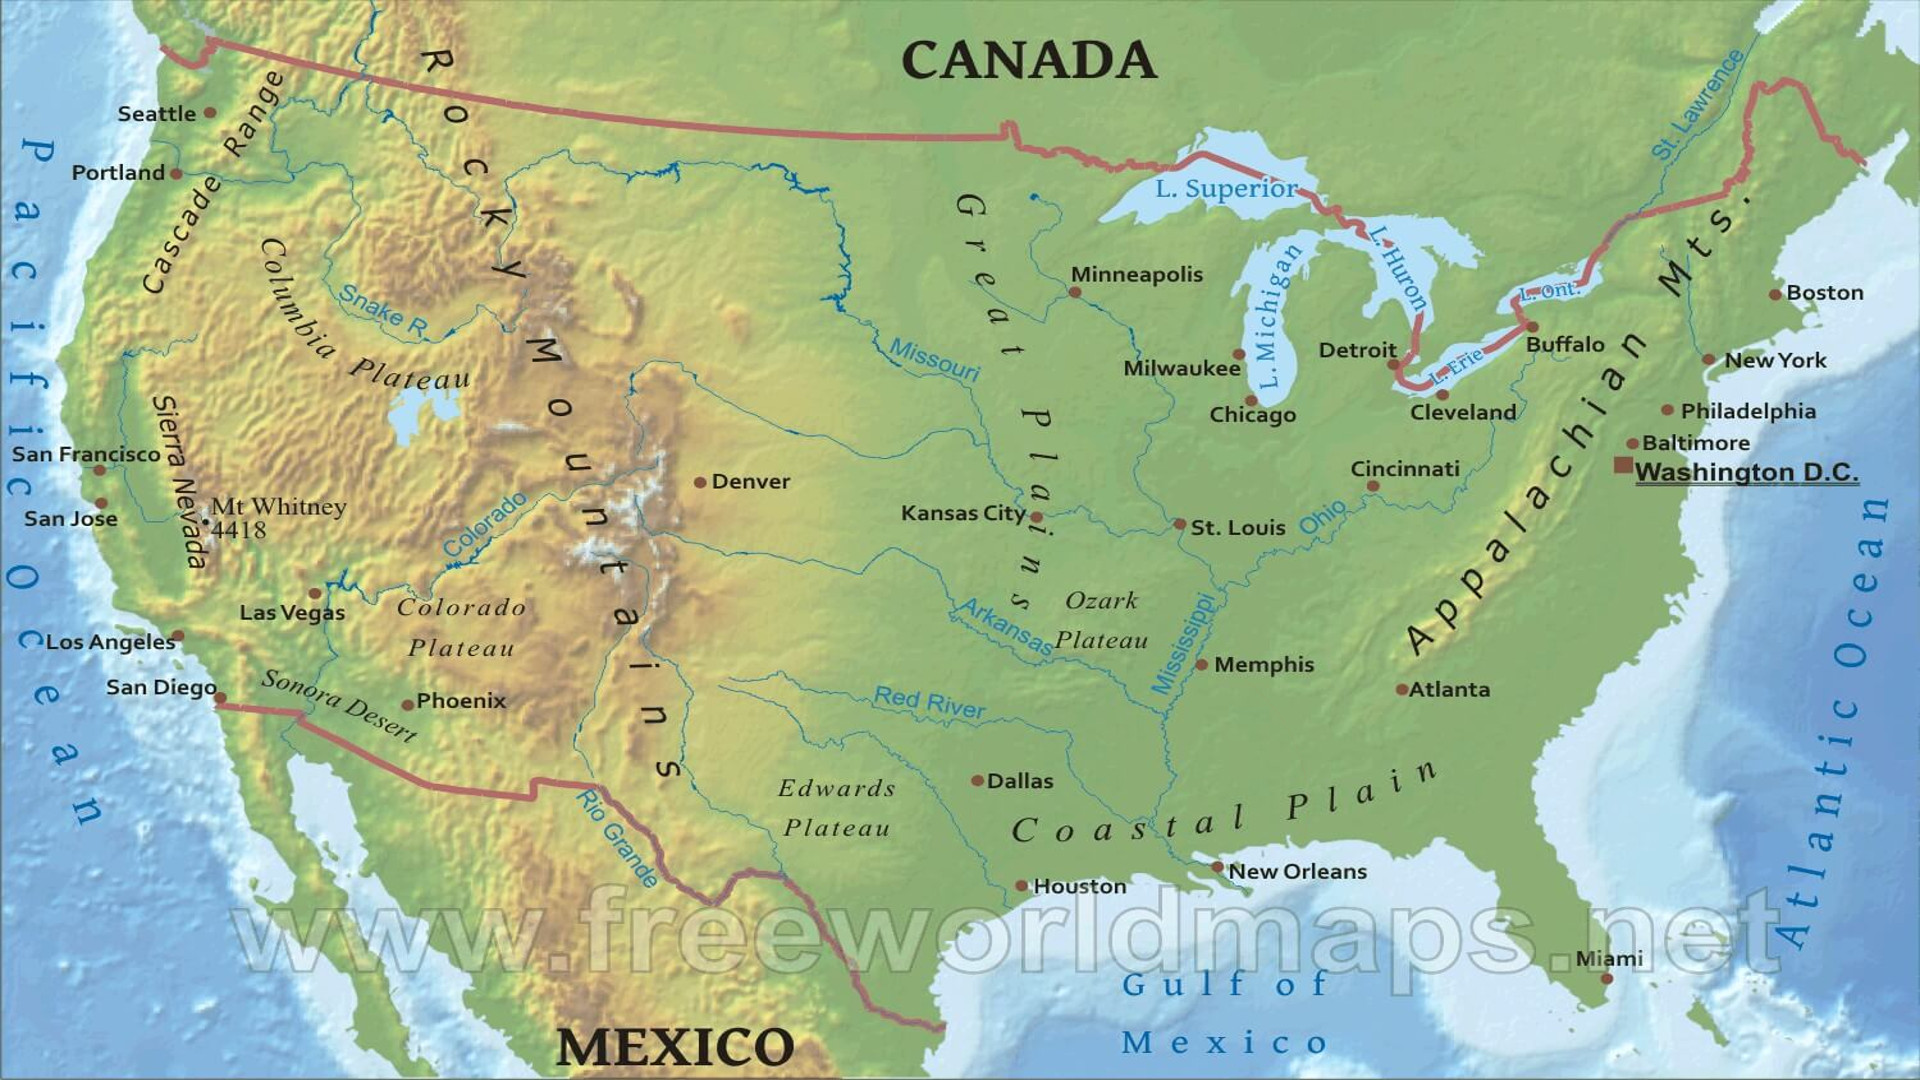 CANADA
Rocky Mountains
Seattle
Cascade Range
Portland
St. Lawrence
L. Superior
Great Plains
Minneapolis
L. Huron
L. Michigan
Columbia Plateau
Snake R.
Appalachian Mts.
L. Ont.
Boston
Buffalo
Detroit
L. Erie
New York
Missouri
Milwaukee
Chicago
Cleveland
Philadelphia
Baltimore
Washington D.C.
Pacific Ocean
Sierra Nevada
San Francisco
San Jose
Mt Whitney
4418
Denver
Colorado
Kansas City
St. Louis
Cincinnati
Ohio
Las Vegas
Colorado
Plateau
Los Angeles
San Diego
Sonora Desert
Phoenix
Arkansas
Ozark
Plateau
Mississippi
Memphis
Atlanta
Red River
Atlantic Ocean
Rio Grande
Edwards
Plateau
Dallas
Coastal Plain
Houston
New Orleans
www.freeworldmaps.net
Miami
Gulf of
Mexico
MEXICO